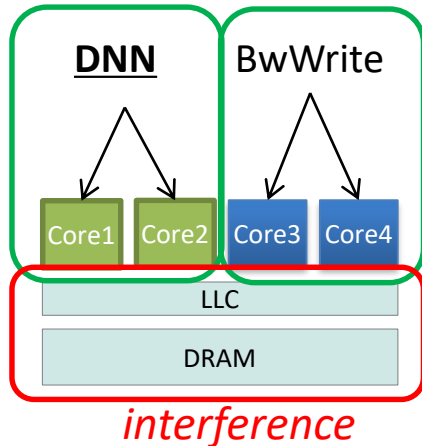 DNN BwWrite
Core1 Core2 Core3 Core4
LLC
DRAM
interference